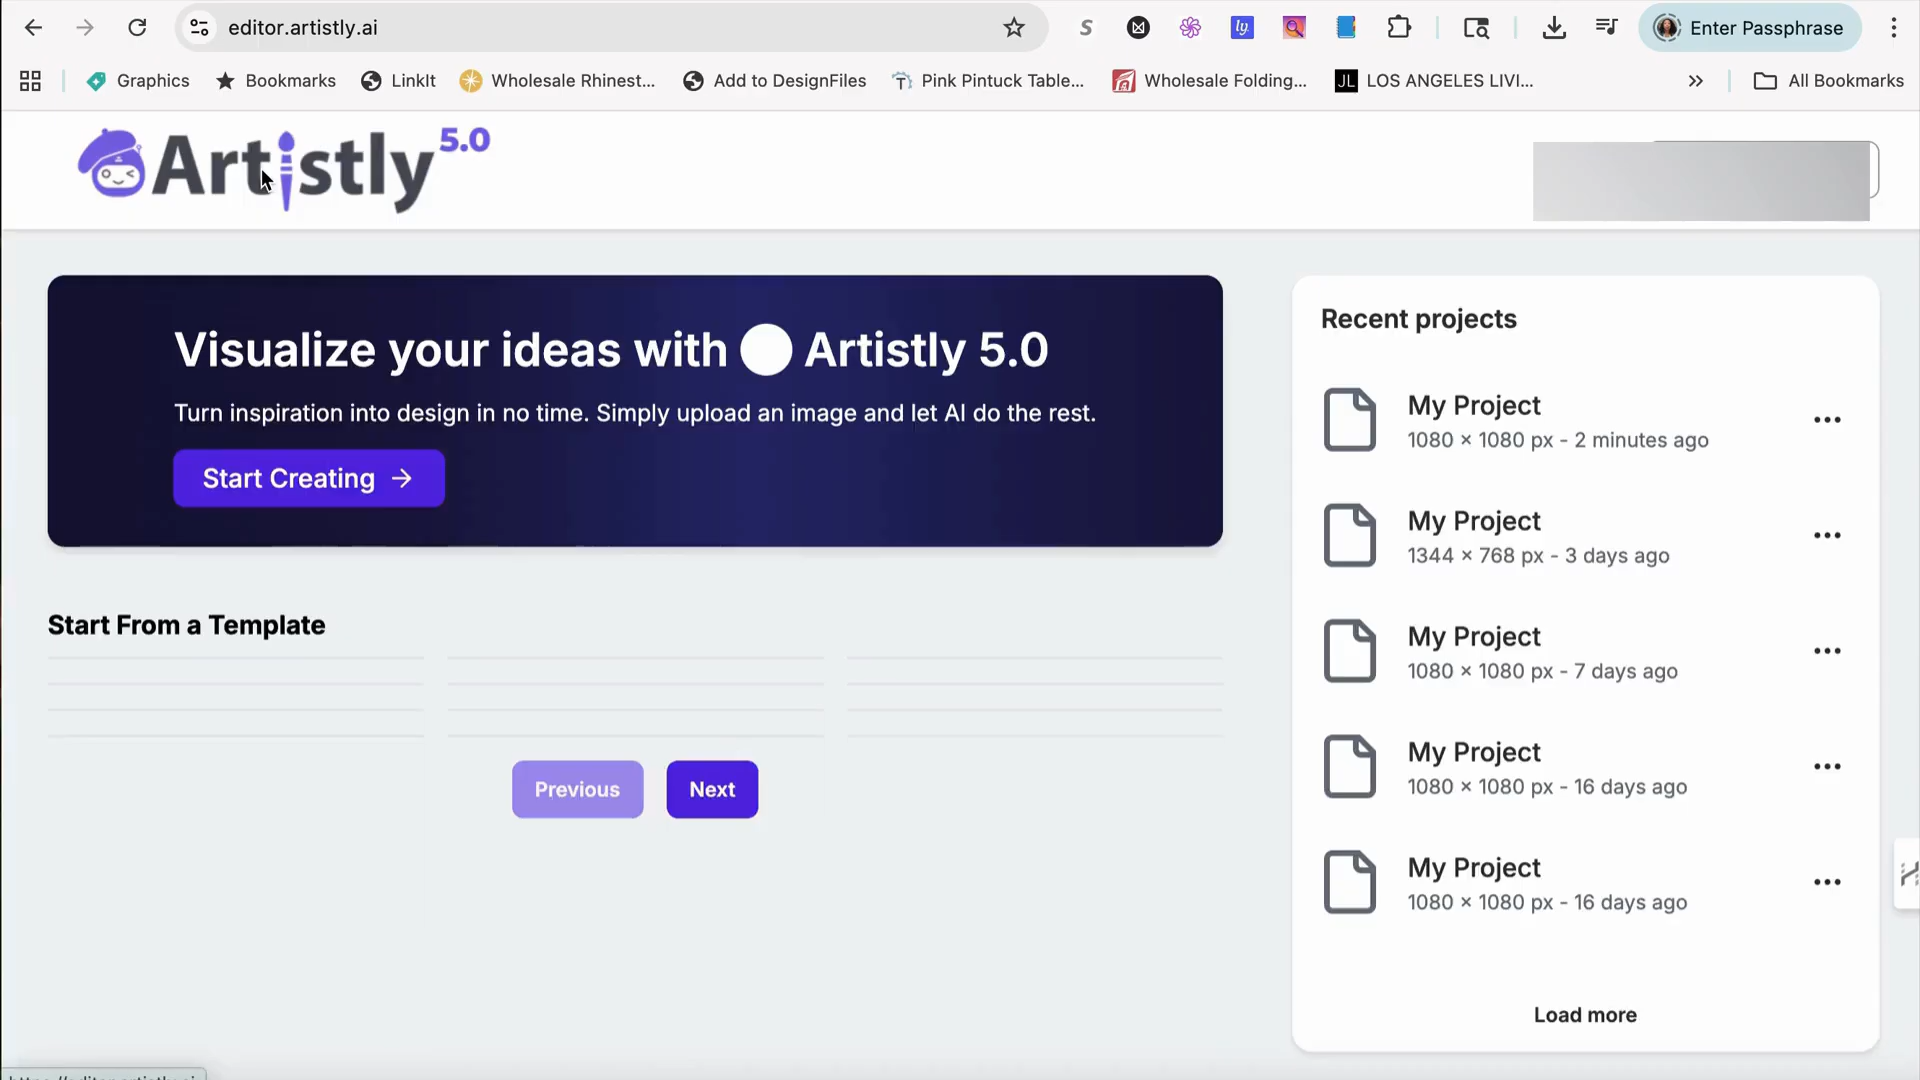 editor.artistly.ai
S
ly.
Enter Passphrase
Graphics
Bookmarks
LinkIt
Wholesale Rhinest...
Add to DesignFiles
Pink Pintuck Table...
Wholesale Folding...
JL
LOS ANGELES LIVI...
All Bookmarks
Artistly 5.0
Visualize your ideas with Artistly 5.0
Turn inspiration into design in no time. Simply upload an image and let AI do the rest.
Start Creating →
Start From a Template
Previous
Next
Recent projects
My Project
1080 × 1080 px - 2 minutes ago
My Project
1344 × 768 px - 3 days ago
My Project
1080 × 1080 px - 7 days ago
My Project
1080 × 1080 px - 16 days ago
My Project
1080 × 1080 px - 16 days ago
Load more